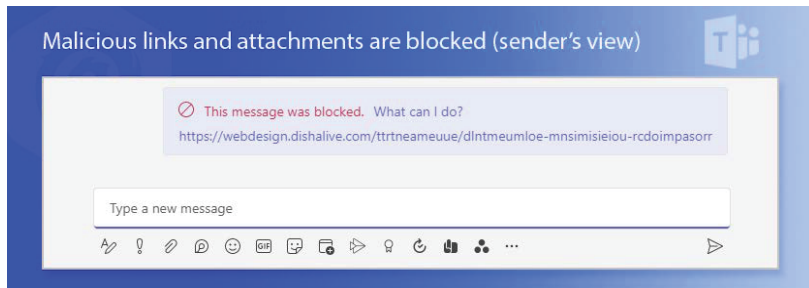 Malicious links and attachments are blocked (sender's view)
T
This message was blocked. What can I do?
https://webdesign.dishalive.com/ttrtneameuue/dlntmeumloe-mnsimisieiou-rcdoimpasorr
Type a new message
GIF